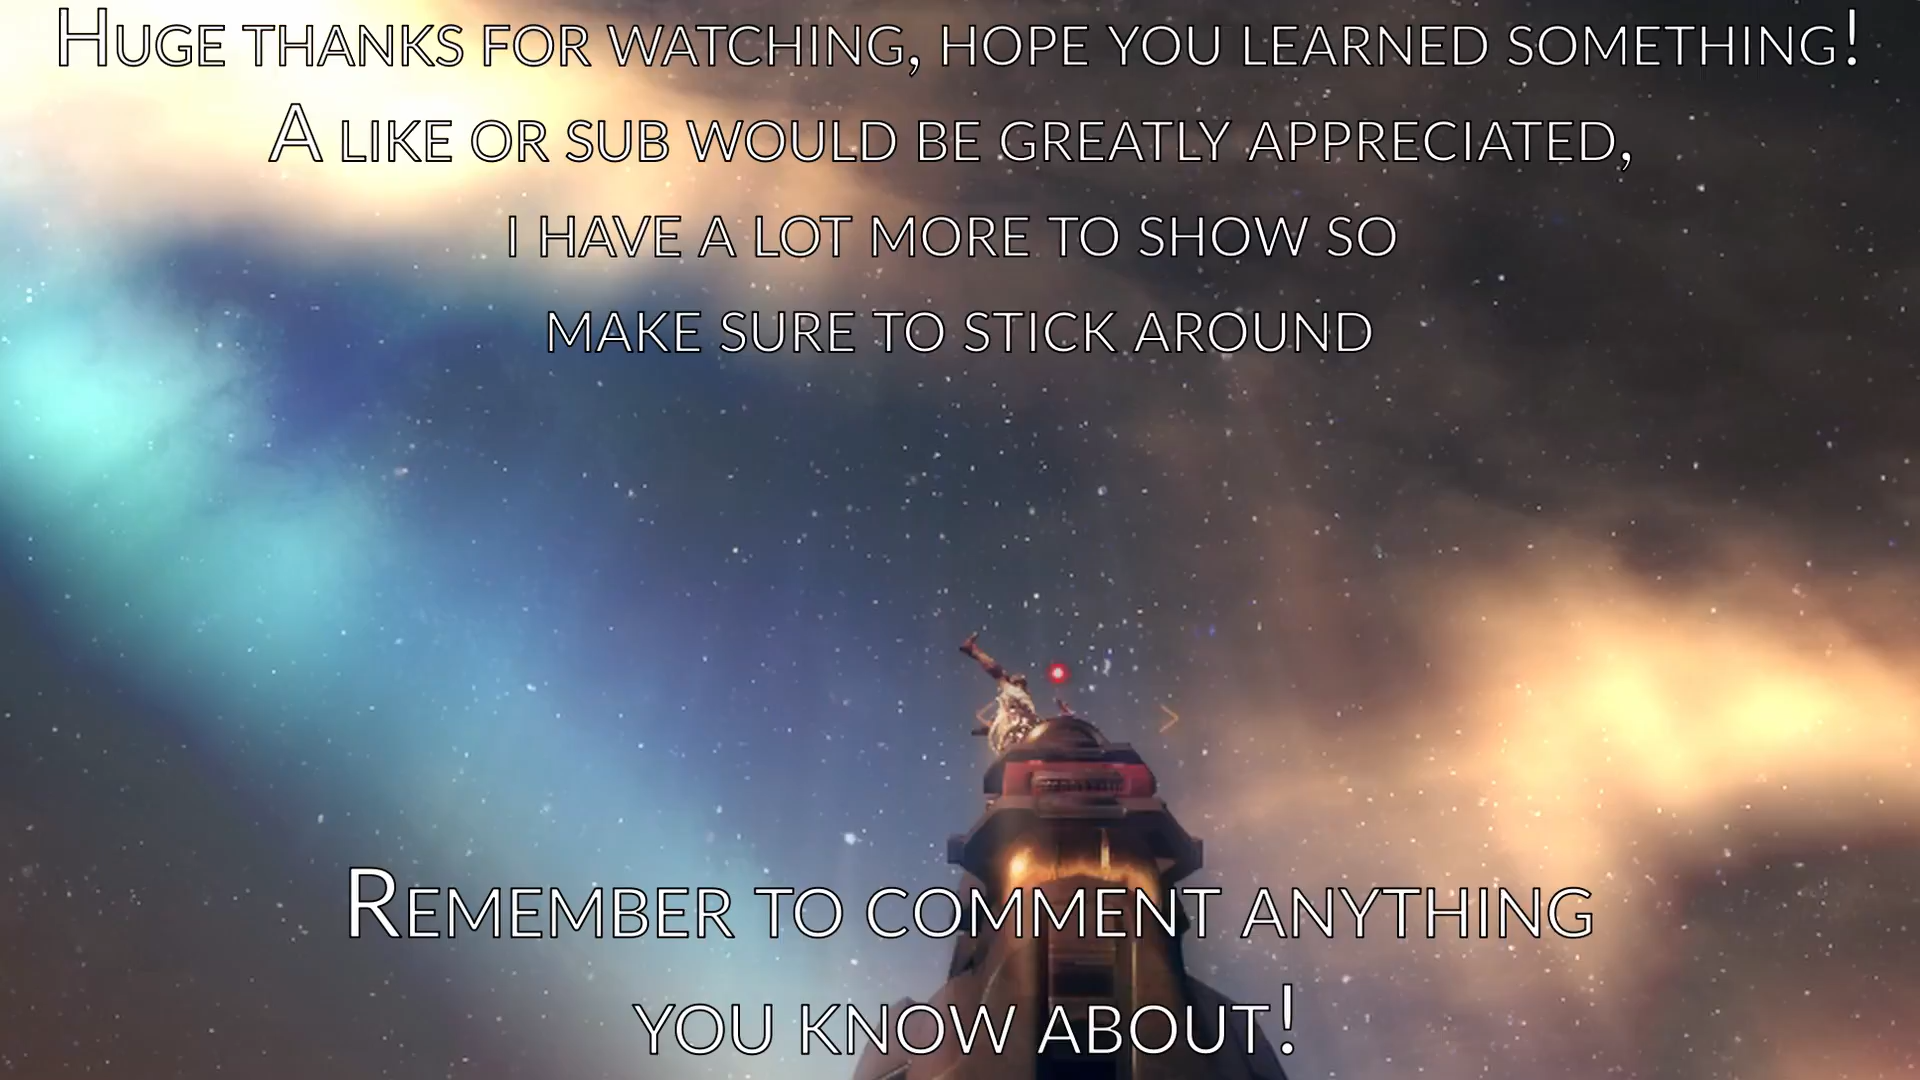 Huge thanks for watching, hope you learned something!
A like or sub would be greatly appreciated,
i have a lot more to show so
make sure to stick around
Remember to comment anything
you know about!